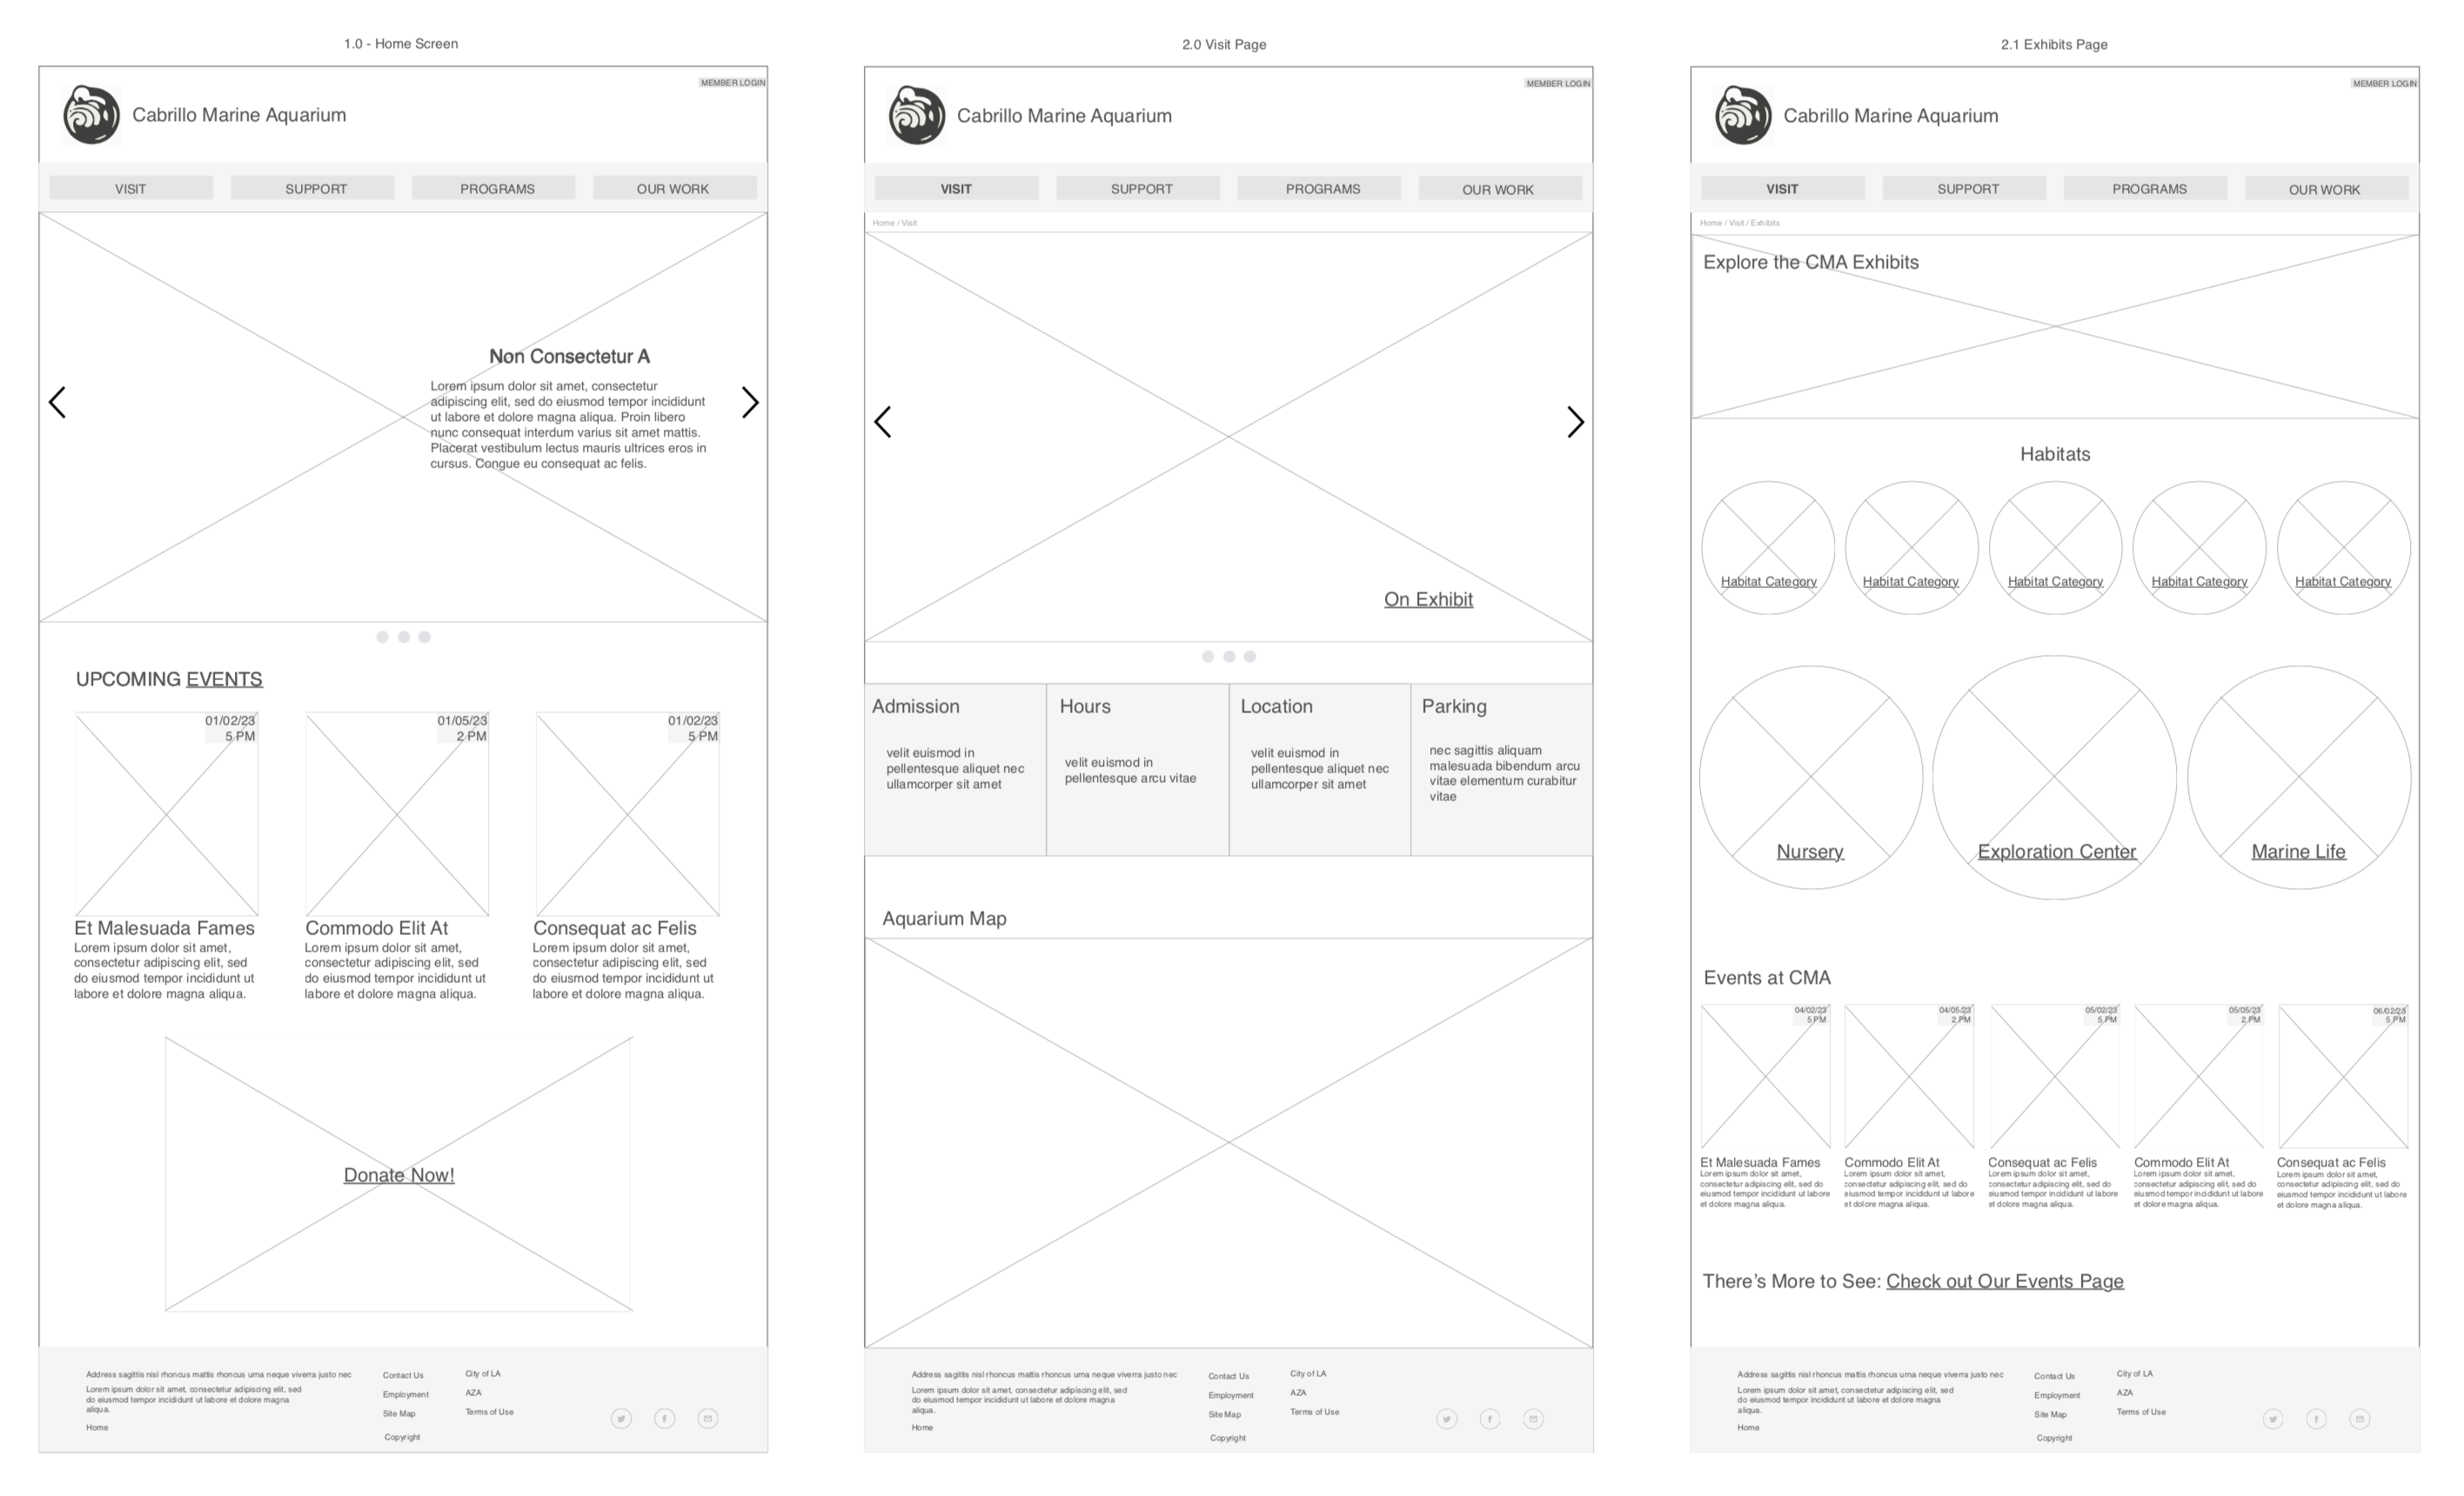 1.0 - Home Screen
MEMBER LOGIN
Cabrillo Marine Aquarium
VISIT
SUPPORT
PROGRAMS
OUR WORK
Non Consectetur A
Lorem ipsum dolor sit amet, consectetur
adipiscing elit, sed do eiusmod tempor incididunt
ut labore et dolore magna aliqua. Proin libero
nunc consequat interdum varius sit amet mattis.
Placerat vestibulum lectus mauris ultrices eros in
cursus. Congue eu consequat ac felis.
UPCOMING EVENTS
01/02/23
5 PM
Et Malesuada Fames
Lorem ipsum dolor sit amet,
consectetur adipiscing elit, sed
do eiusmod tempor incididunt ut
labore et dolore magna aliqua.
01/05/23
2 PM
Commodo Elit At
Lorem ipsum dolor sit amet,
consectetur adipiscing elit, sed
do eiusmod tempor incididunt ut
labore et dolore magna aliqua.
01/02/23
5 PM
Consequat ac Felis
Lorem ipsum dolor sit amet,
consectetur adipiscing elit, sed
do eiusmod tempor incididunt ut
labore et dolore magna aliqua.
Donate Now!
Address sagittis nisl rhoncus mattis rhoncus urna neque viverra justo nec
Lorem ipsum dolor sit amet, consectetur adipiscing elit, sed
do eiusmod tempor incididunt ut labore et dolore magna
aliqua.
Home
Contact Us
Employment
Site Map
Copyright
City of LA
AZA
Terms of Use
2.0 Visit Page
MEMBER LOGIN
Cabrillo Marine Aquarium
VISIT
SUPPORT
PROGRAMS
OUR WORK
Home / Visit
On Exhibit
Admission
velit euismod in
pellentesque aliquet nec
ullamcorper sit amet
Hours
velit euismod in
pellentesque arcu vitae
Location
velit euismod in
pellentesque aliquet nec
ullamcorper sit amet
Parking
nec sagittis aliquam
malesuada bibendum arcu
vitae elementum curabitur
vitae
Aquarium Map
Address sagittis nisl rhoncus mattis rhoncus urna neque viverra justo nec
Lorem ipsum dolor sit amet, consectetur adipiscing elit, sed
do eiusmod tempor incididunt ut labore et dolore magna
aliqua.
Home
Contact Us
Employment
Site Map
Copyright
City of LA
AZA
Terms of Use
2.1 Exhibits Page
MEMBER LOGIN
Cabrillo Marine Aquarium
VISIT
SUPPORT
PROGRAMS
OUR WORK
Home / Visit / Exhibits
Explore the CMA Exhibits
Habitats
Habitat Category
Habitat Category
Habitat Category
Habitat Category
Habitat Category
Nursery
Exploration Center
Marine Life
Events at CMA
04/02/23
5 PM
Et Malesuada Fames
Lorem ipsum dolor sit amet,
consectetur adipiscing elit, sed do
eiusmod tempor incididunt ut labore
et dolore magna aliqua.
04/05/23
2 PM
Commodo Elit At
Lorem ipsum dolor sit amet,
consectetur adipiscing elit, sed do
eiusmod tempor incididunt ut labore
et dolore magna aliqua.
05/02/23
5 PM
Consequat ac Felis
Lorem ipsum dolor sit amet,
consectetur adipiscing elit, sed do
eiusmod tempor incididunt ut labore
et dolore magna aliqua.
05/05/23
2 PM
Commodo Elit At
Lorem ipsum dolor sit amet,
consectetur adipiscing elit, sed do
eiusmod tempor incididunt ut labore
et dolore magna aliqua.
06/02/23
5 PM
Consequat ac Felis
Lorem ipsum dolor sit amet,
consectetur adipiscing elit, sed do
eiusmod tempor incididunt ut labore
et dolore magna aliqua.
There's More to See: Check out Our Events Page
Address sagittis nisl rhoncus mattis rhoncus urna neque viverra justo nec
Lorem ipsum dolor sit amet, consectetur adipiscing elit, sed
do eiusmod tempor incididunt ut labore et dolore magna
aliqua.
Home
Contact Us
Employment
Site Map
Copyright
City of LA
AZA
Terms of Use